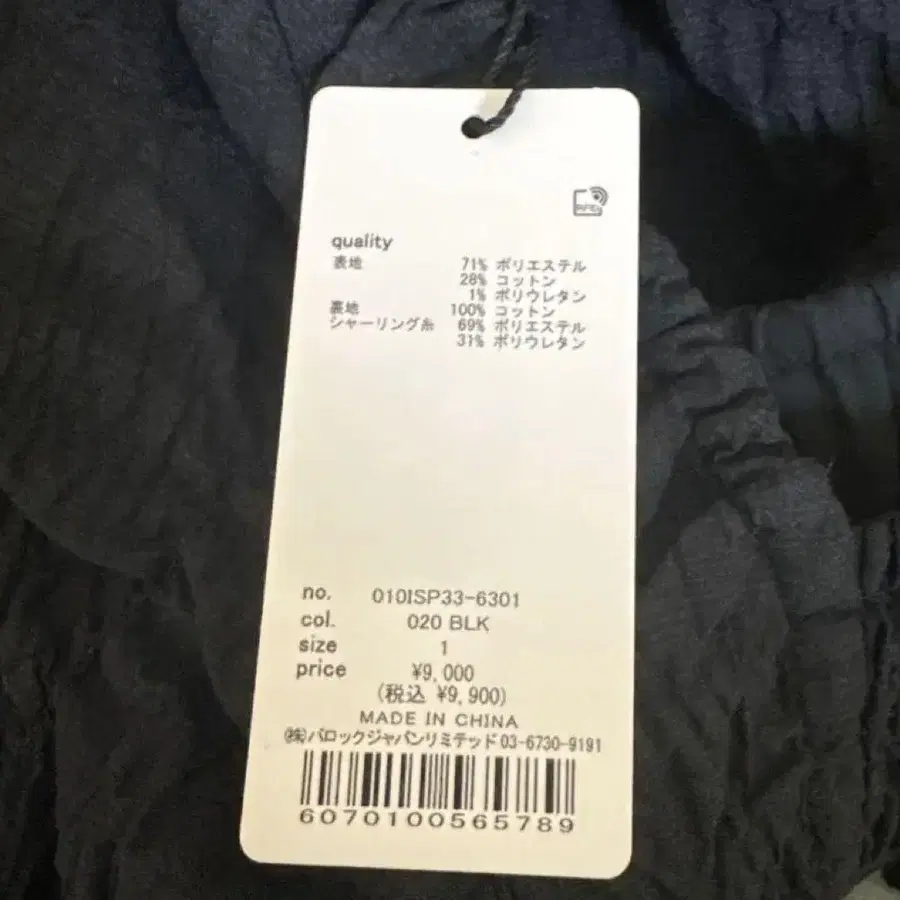 quality
表地 71% ポリエステル
28% コットン
1% ポリウレタン
裏地 100% コットン
シャーリング糸 69% ポリエステル
31% ポリウレタン
no. 010ISP33-6301
col. 020 BLK
size 1
price ¥9,000
(税込 ¥9,900)
MADE IN CHINA
㈱バロックジャパンリミテッド 03-6730-9191
6070100565789